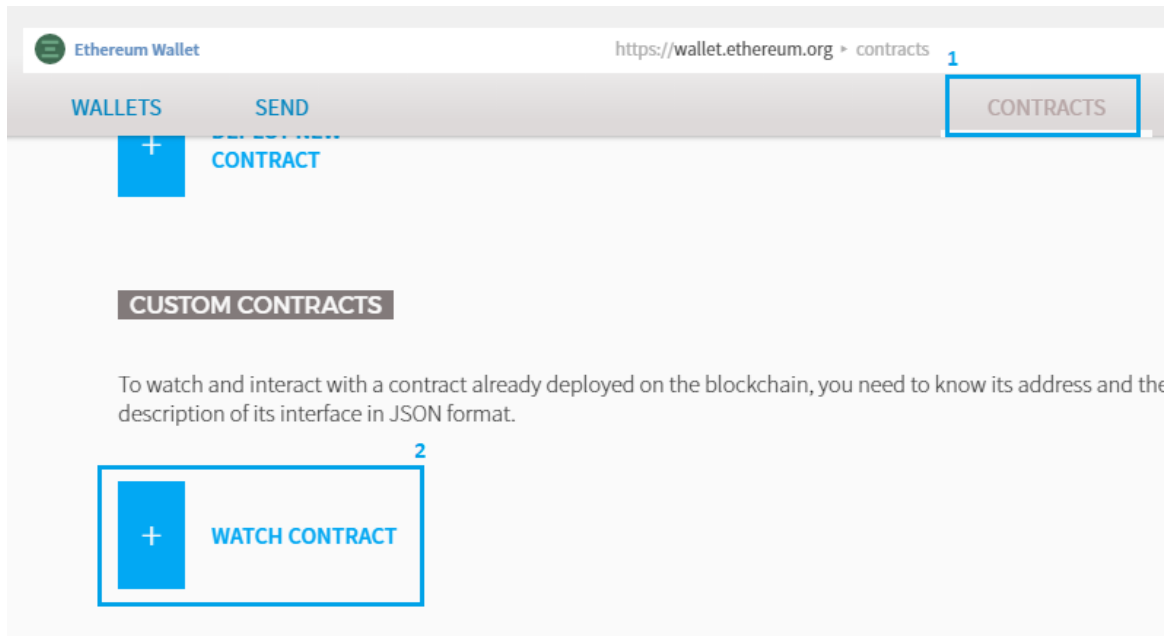 Ethereum Wallet
https://wallet.ethereum.org ▸ contracts
1
WALLETS
SEND
CONTRACTS
DEPLOY NEW
CONTRACT
CUSTOM CONTRACTS
To watch and interact with a contract already deployed on the blockchain, you need to know its address and the
description of its interface in JSON format.
2
+ WATCH CONTRACT